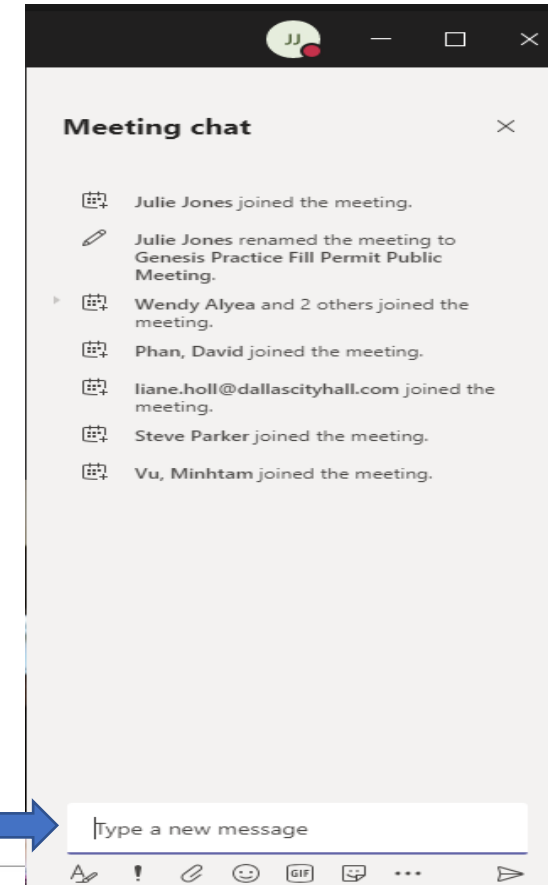 JJ
Meeting chat
Julie Jones joined the meeting.
Julie Jones renamed the meeting to
Genesis Practice Fill Permit Public
Meeting.
Wendy Alyea and 2 others joined the
meeting.
Phan, David joined the meeting.
liane.holl@dallascityhall.com joined the
meeting.
Steve Parker joined the meeting.
Vu, Minhtam joined the meeting.
Type a new message
GIF